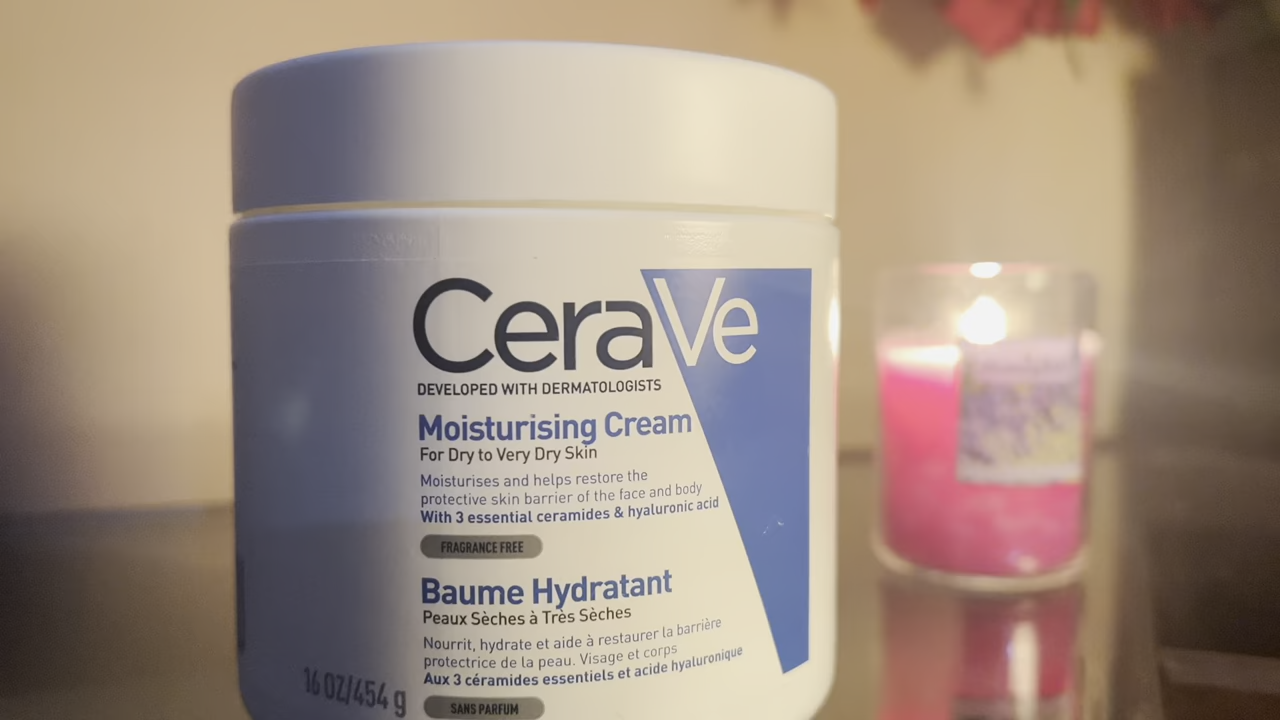 CeraVe
DEVELOPED WITH DERMATOLOGISTS
Moisturising Cream
For Dry to Very Dry Skin
Moisturises and helps restore the
protective skin barrier of the face and body
With 3 essential ceramides & hyaluronic acid
FRAGRANCE FREE
Baume Hydratant
Peaux Sèches à Très Sèches
Nourrit, hydrate et aide à restaurer la barrière
protectrice de la peau. Visage et corps
Aux 3 céramides essentiels et acide hyaluronique
SANS PARFUM
16 OZ/454 g